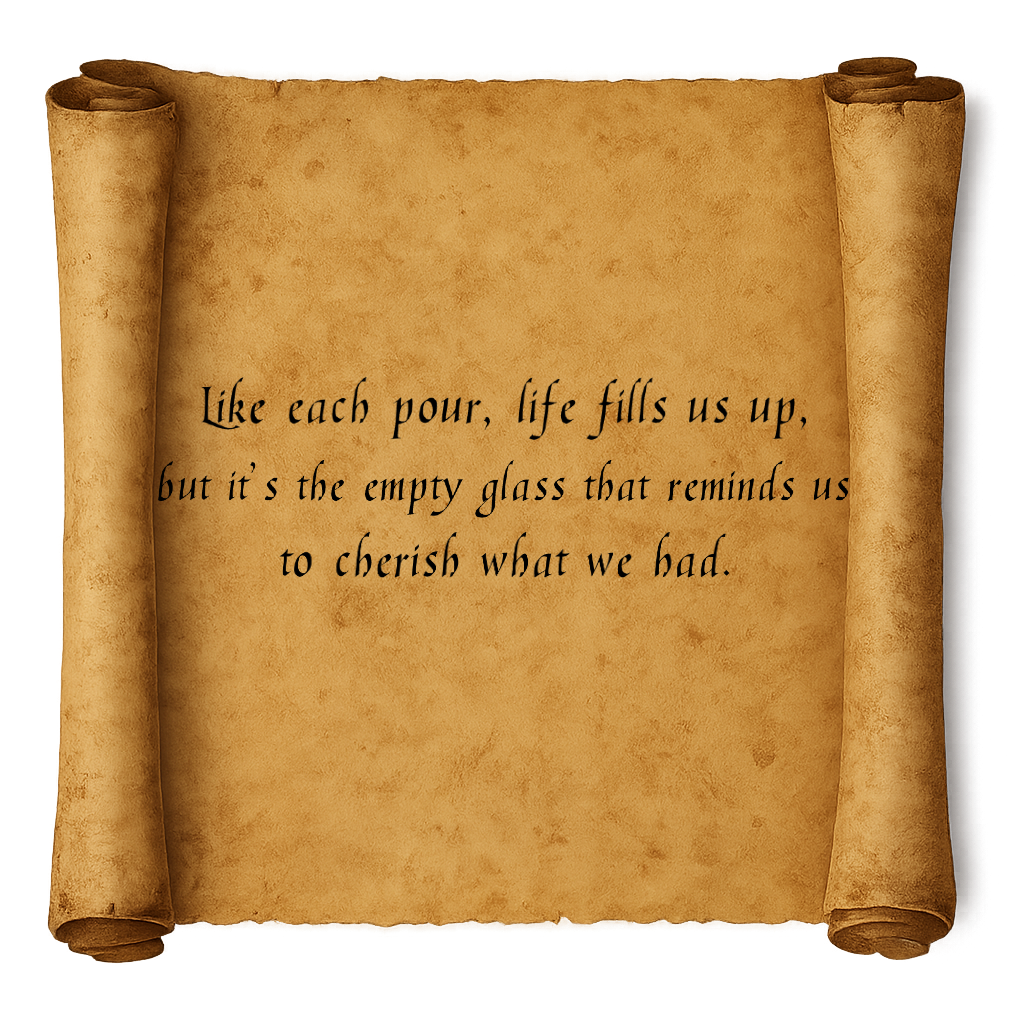 Like each pour, life fills us up,
but it's the empty glass that reminds us
to cherish what we had.